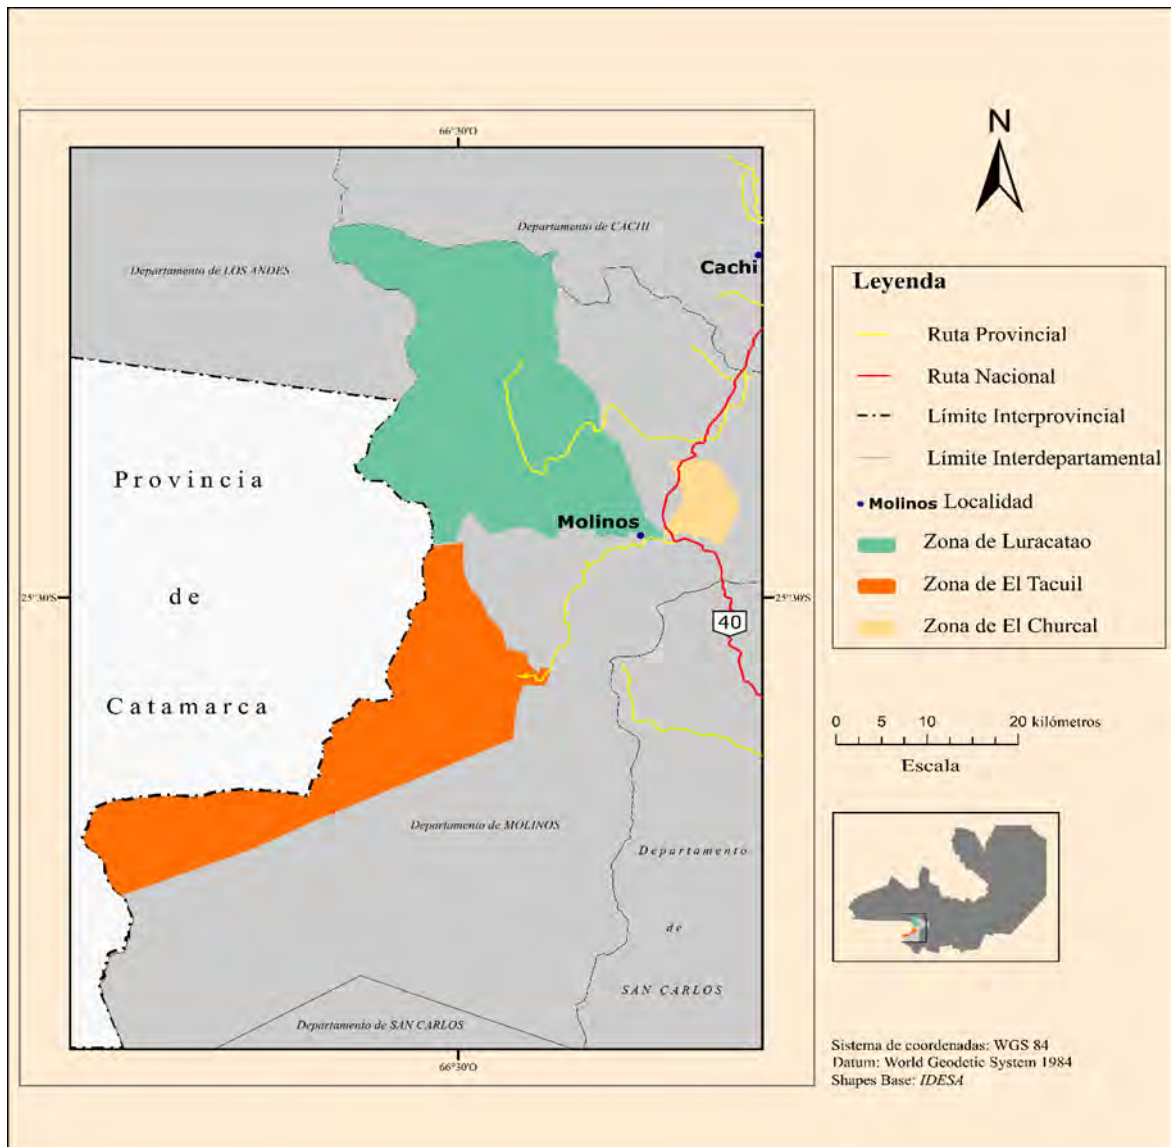 66°30'O
N
Departamento de CACHI
Cachi
Departamento de LOS ANDES
Provincia
de
Catamarca
Molinos
25°30'S
25°30'S
40
Departamento de MOLINOS
Departamento
de
SAN CARLOS
Departamento de SAN CARLOS
66°30'O
Leyenda
Ruta Provincial
Ruta Nacional
Límite Interprovincial
Límite Interdepartamental
Molinos Localidad
Zona de Luracatao
Zona de El Tacuil
Zona de El Churcal
0 5 10 20 kilómetros
Escala
Sistema de coordenadas: WGS 84
Datum: World Geodetic System 1984
Shapes Base: IDESA